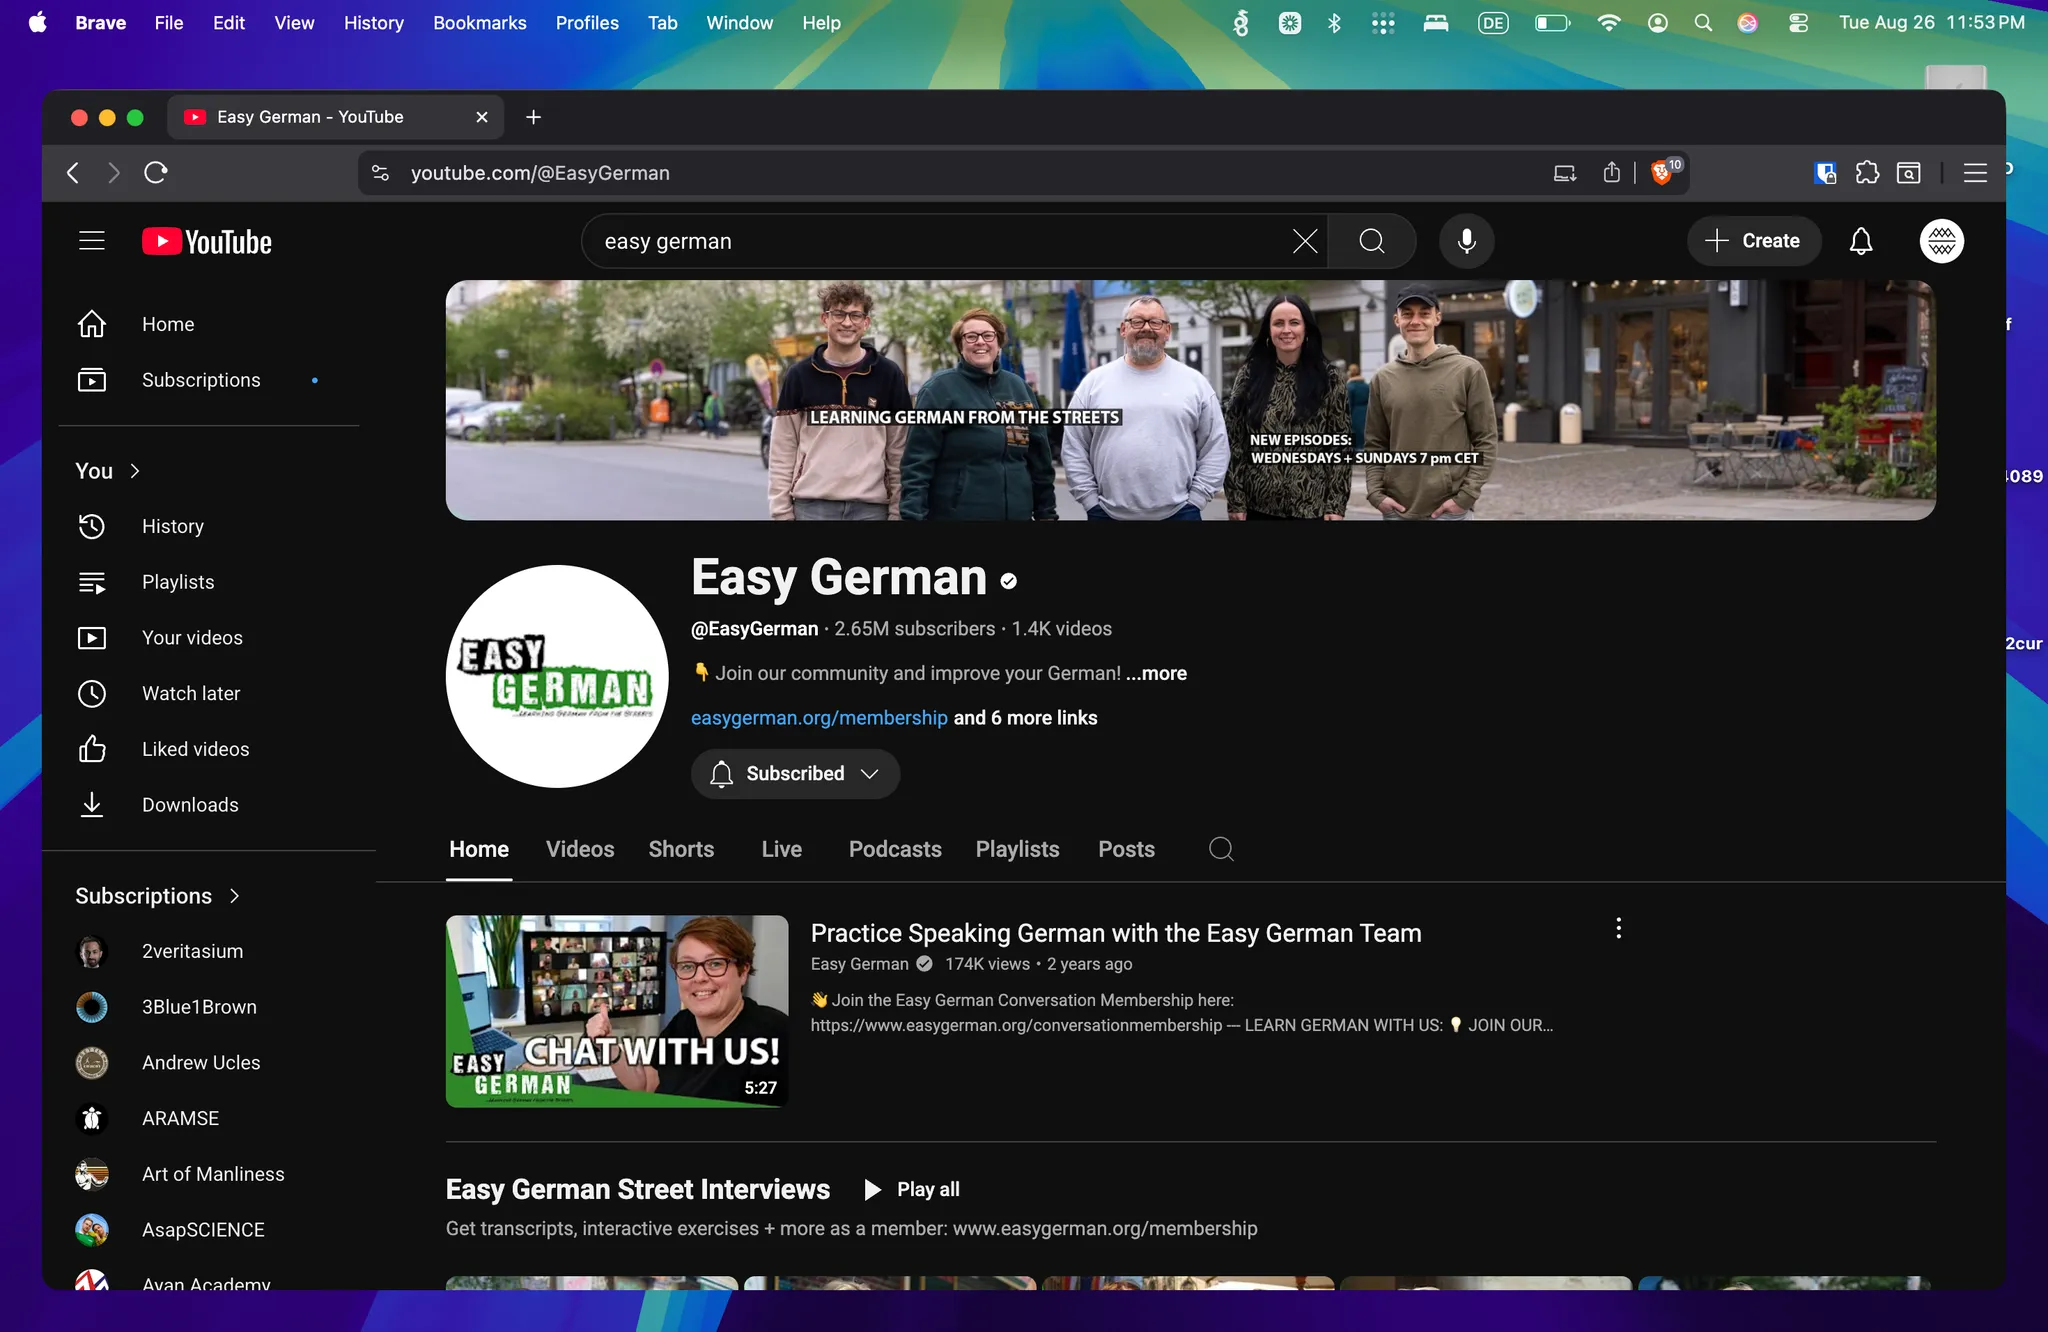 Brave File Edit View History Bookmarks Profiles Tab Window Help DE Tue Aug 26 11:53 PM
Easy German - YouTube
youtube.com/@EasyGerman 10
YouTube
easy german
Create
Home
Subscriptions
You
History
Playlists
Your videos
Watch later
Liked videos
Downloads
Subscriptions
2veritasium
3Blue1Brown
Andrew Ucles
ARAMSE
Art of Manliness
AsapSCIENCE
Avan Academy
LEARNING GERMAN FROM THE STREETS
NEW EPISODES:
WEDNESDAYS + SUNDAYS 7 pm CET
EASY
GERMAN
...LEARNING GERMAN FROM THE STREETS
Easy German
@EasyGerman · 2.65M subscribers · 1.4K videos
👇 Join our community and improve your German! ...more
easygerman.org/membership and 6 more links
Subscribed
Home Videos Shorts Live Podcasts Playlists Posts
CHAT WITH US!
EASY
GERMAN
5:27
Practice Speaking German with the Easy German Team
Easy German 174K views • 2 years ago
👋 Join the Easy German Conversation Membership here:
https://www.easygerman.org/conversationmembership --- LEARN GERMAN WITH US: 💡 JOIN OUR...
Easy German Street Interviews Play all
Get transcripts, interactive exercises + more as a member: www.easygerman.org/membership
f
089
2cur